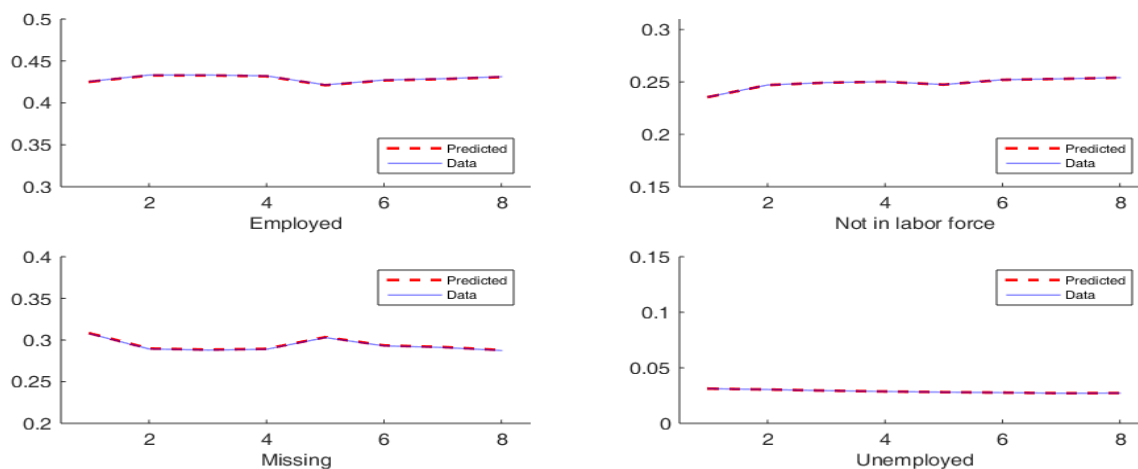 0.5
0.45
0.4
0.35
0.3
2 4 6 8
Employed
Predicted
Data
0.3
0.25
0.2
0.15
2 4 6 8
Not in labor force
Predicted
Data
0.4
0.35
0.3
0.25
0.2
2 4 6 8
Missing
Predicted
Data
0.15
0.1
0.05
0
2 4 6 8
Unemployed
Predicted
Data